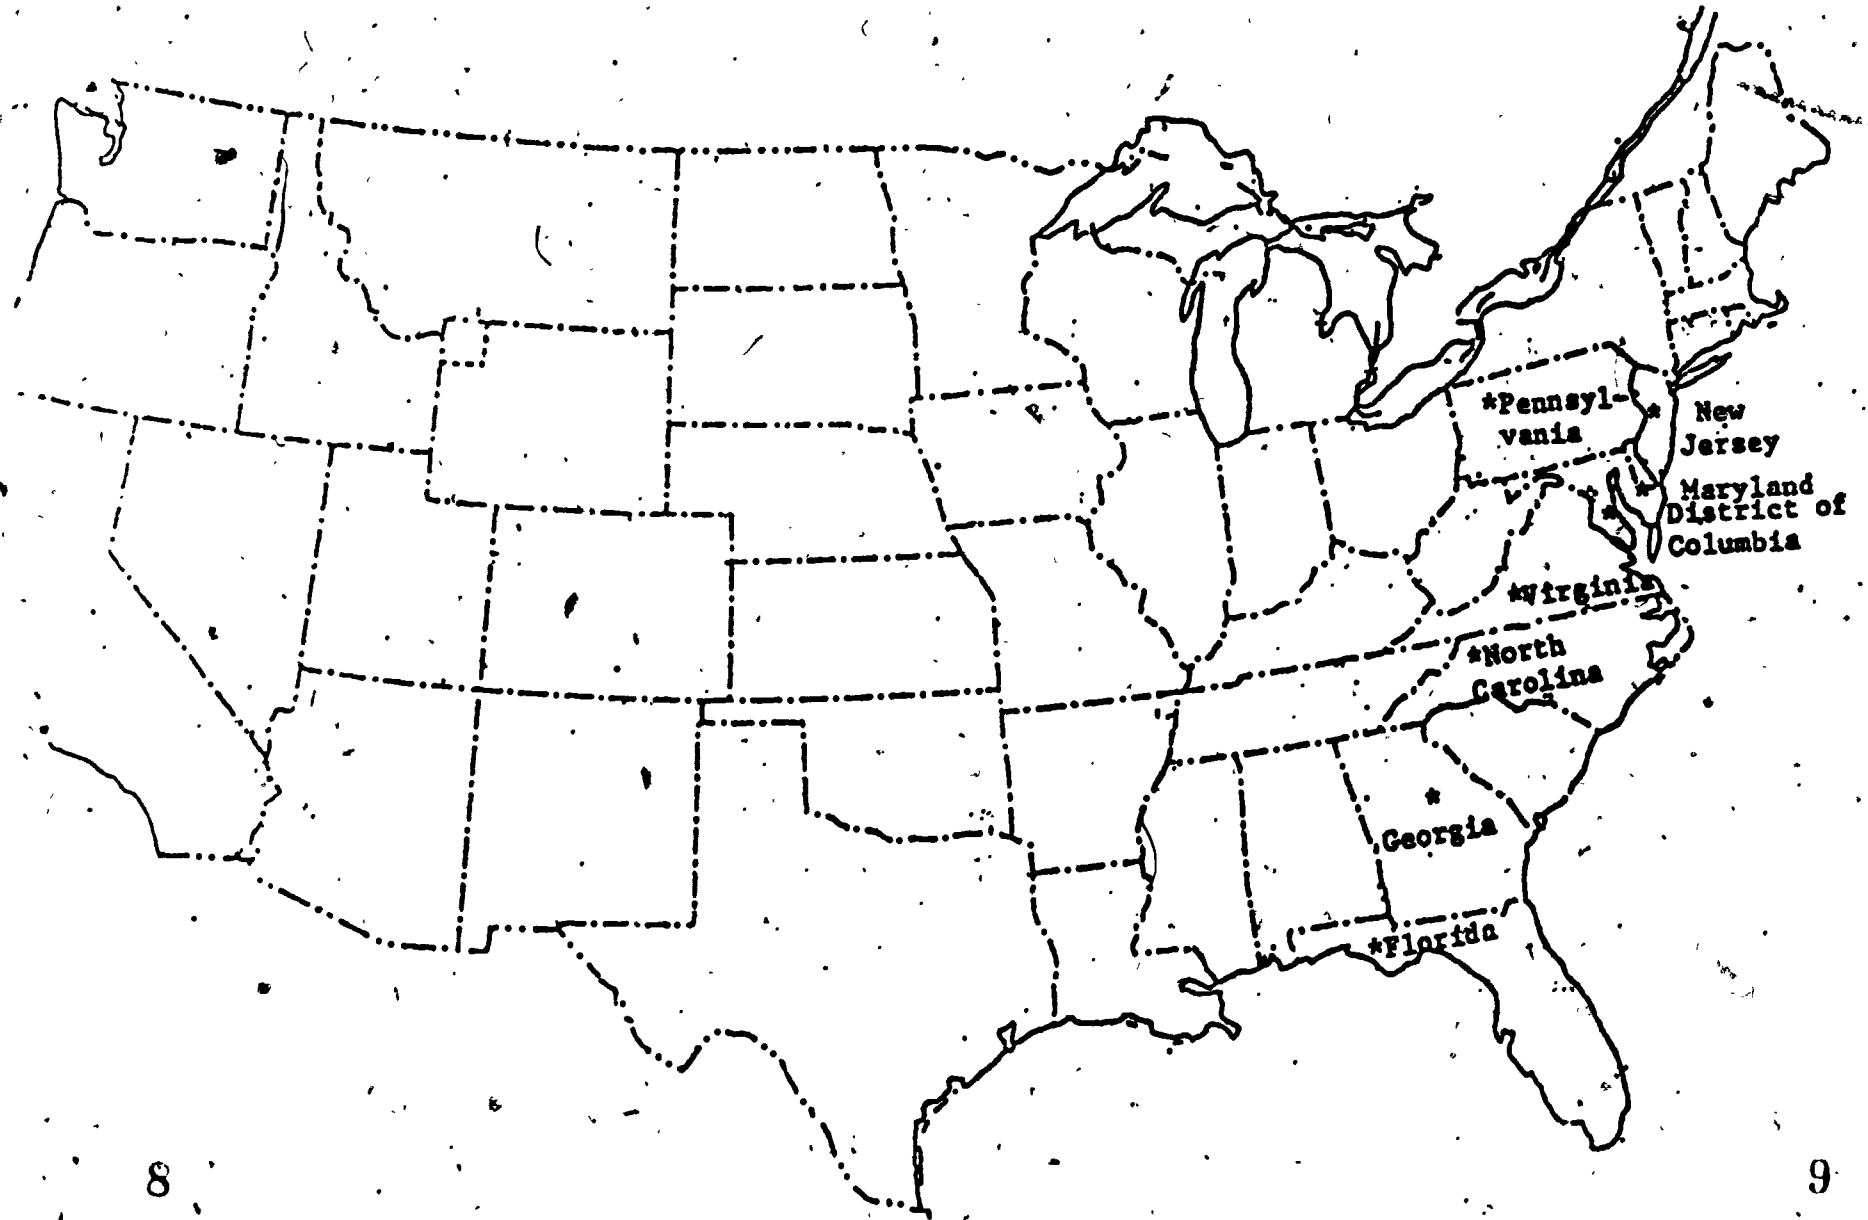 *Pennsyl-
vania
* New
Jersey
* Maryland
* District of
Columbia
*Virginia
*North
Carolina
*
Georgia
*Florida
8
9